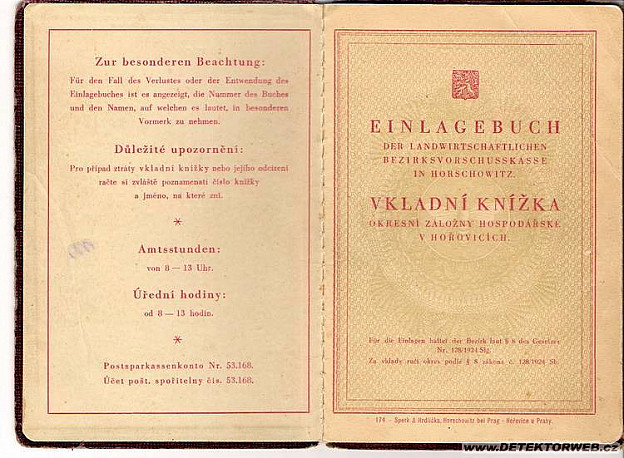 Zur besonderen Beachtung:
Für den Fall des Verlustes oder der Entwendung des
Einlagebuches ist es angezeigt, die Nummer des Buches
und den Namen, auf welchen es lautet, in besonderen
Vormerk zu nehmen.
Důležité upozornění:
Pro případ ztráty vkladní knížky nebo jejího odcizení
račte si zvláště poznamenati číslo knížky
a jméno, na které zní.
*
Amtsstunden:
von 8 — 13 Uhr.
Úřední hodiny:
od 8 — 13 hodin.
*
Postsparkassenkonto Nr. 53.168.
Účet pošt. spořitelny čís. 53.168.
EINLAGEBUCH
DER LANDWIRTSCHAFTLICHEN
BEZIRKSVORSCHUSSKASSE
IN HORSCHOWITZ.
VKLADNÍ KNÍŽKA
OKRESNÍ ZÁLOŽNY HOSPODÁŘSKÉ
V HOŘOVICÍCH.
Für die Einlagen haftet der Bezirk laut § 8 des Gesetzes
Nr. 128/1924 Slg.
Za vklady ručí okres podle § 8 zákona č. 128/1924 Sb.
174 - Sperk & Hrdlička, Horschowitz bei Prag - Hořovice u Prahy.
www.DETEKTORWEB.cz